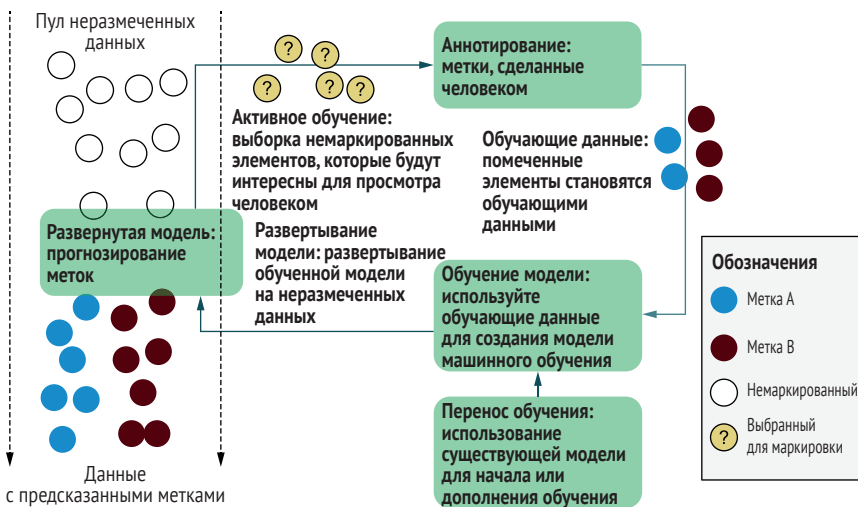 Пул неразмеченных
данных
?
?
?
?
?
Аннотирование:
метки, сделанные
человеком
Активное обучение:
выборка немаркированных
элементов, которые будут
интересны для просмотра
человеком
Обучающие данные:
помеченные
элементы становятся
обучающими
данными
Развернутая модель:
прогнозирование
меток
Развертывание
модели: развертывание
обученной модели
на неразмеченных
данных
Обучение модели:
используйте
обучающие данные
для создания модели
машинного обучения
Перенос обучения:
использование
существующей модели
для начала или
дополнения обучения
Данные
с предсказанными метками
Обозначения
Метка А
Метка В
Немаркированный
?
Выбранный
для маркировки